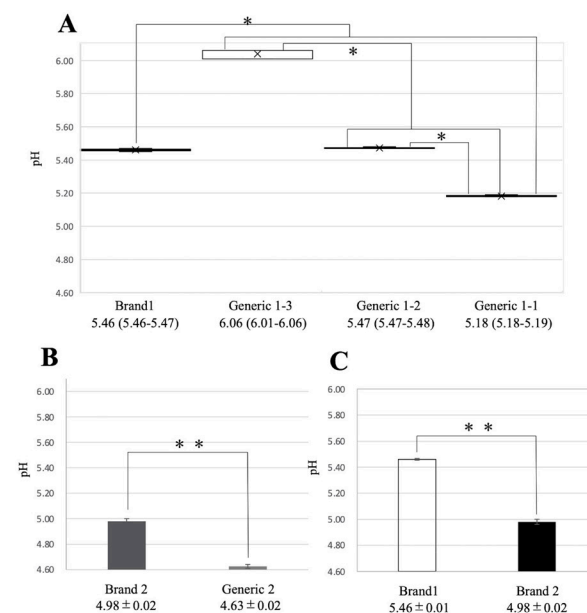 A
*
*
*
6.00
5.80
5.60
5.40
5.20
5.00
4.80
4.60
pH
Brand1 Generic 1-3 Generic 1-2 Generic 1-1
5.46 (5.46-5.47) 6.06 (6.01-6.06) 5.47 (5.47-5.48) 5.18 (5.18-5.19)
B
* *
6.00
5.80
5.60
5.40
5.20
5.00
4.80
4.60
pH
Brand 2 Generic 2
4.98 ± 0.02 4.63 ± 0.02
C
* *
6.00
5.80
5.60
5.40
5.20
5.00
4.80
4.60
pH
Brand1 Brand 2
5.46 ± 0.01 4.98 ± 0.02